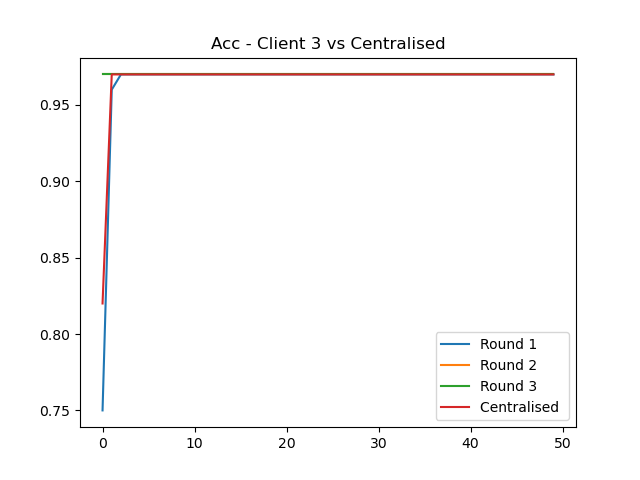 Acc - Client 3 vs Centralised
0.95
0.90
0.85
0.80
0.75
Round 1
Round 2
Round 3
Centralised
0 10 20 30 40 50